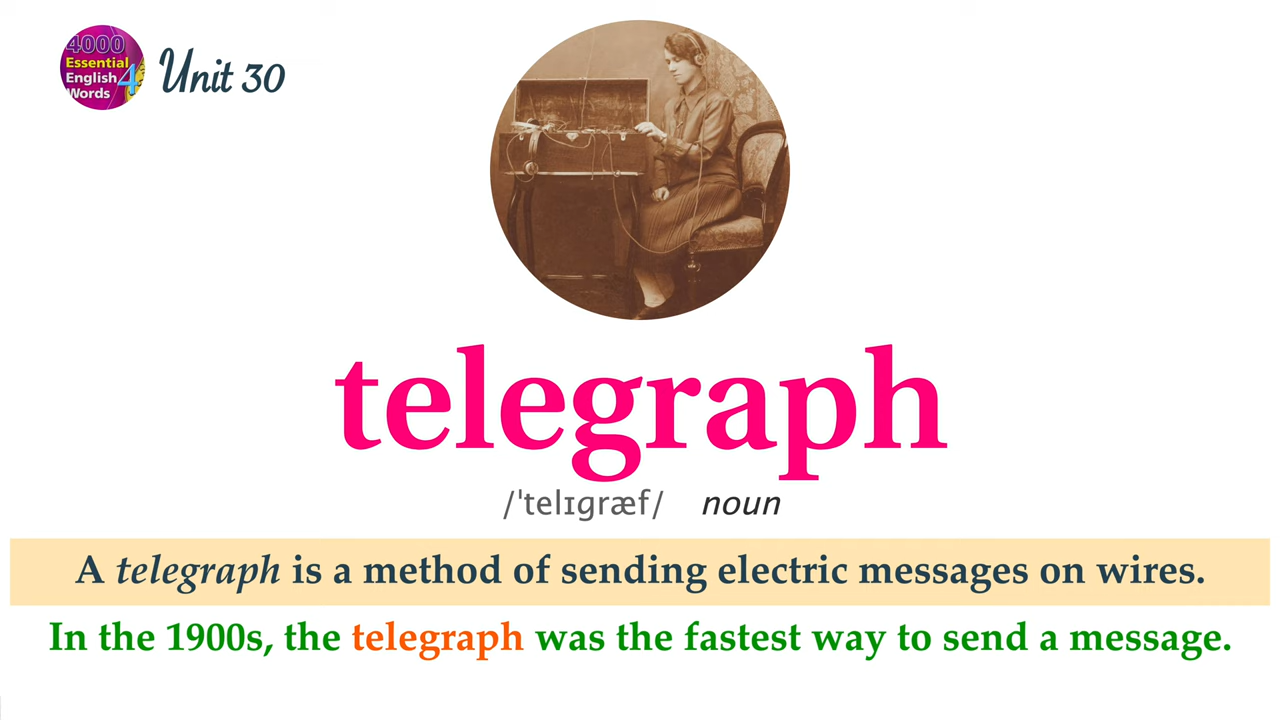 4000
Essential
English
Words 4
Unit 30
telegraph
/ˈtelɪɡræf/ noun
A telegraph is a method of sending electric messages on wires.
In the 1900s, the telegraph was the fastest way to send a message.